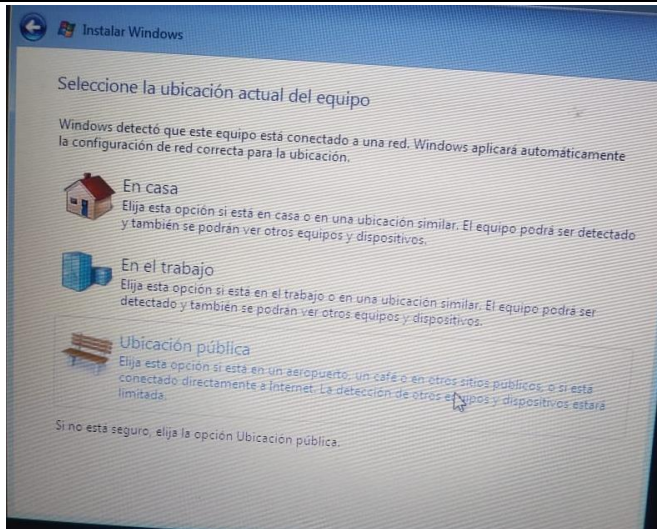 Instalar Windows
Seleccione la ubicación actual del equipo
Windows detectó que este equipo está conectado a una red. Windows aplicará automáticamente
la configuración de red correcta para la ubicación.
En casa
Elija esta opción si está en casa o en una ubicación similar. El equipo podrá ser detectado
y también se podrán ver otros equipos y dispositivos.
En el trabajo
Elija esta opción si está en el trabajo o en una ubicación similar. El equipo podrá ser
detectado y también se podrán ver otros equipos y dispositivos.
Ubicación pública
Elija esta opción si está en un aeropuerto, un café o en otros sitios públicos, o si está
conectado directamente a Internet. La detección de otros equipos y dispositivos estará
limitada.
Si no está seguro, elija la opción Ubicación pública.